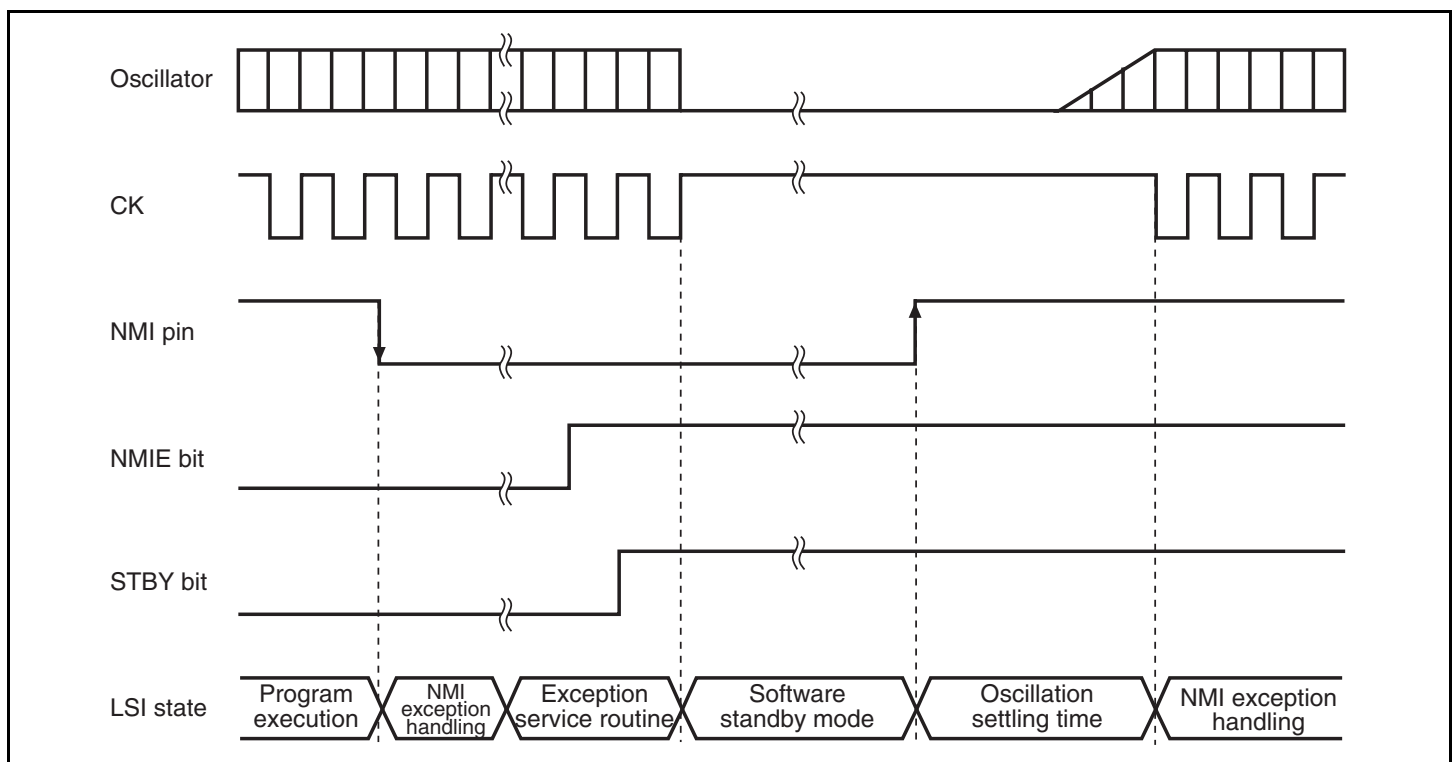 Oscillator
CK
NMI pin
NMIE bit
STBY bit
LSI state
Program
execution
NMI
exception
handling
Exception
service routine
Software
standby mode
Oscillation
settling time
NMI exception
handling